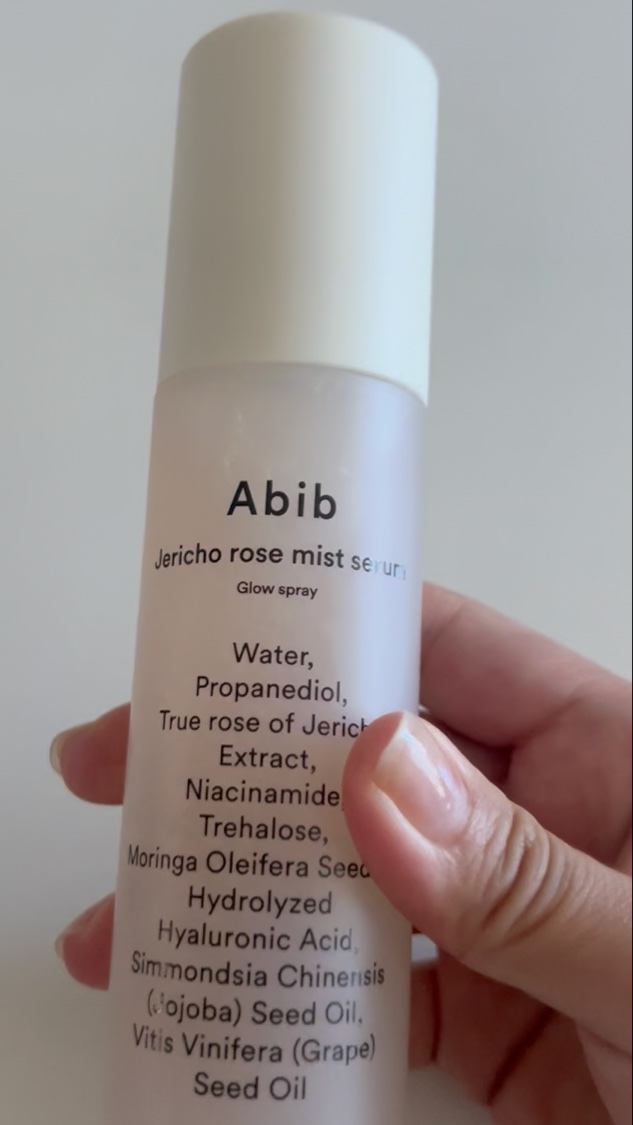 Abib
Jericho rose mist serum
Glow spray
Water,
Propanediol,
True rose of Jerich
Extract,
Niacinamide,
Trehalose,
Moringa Oleifera Seed
Hydrolyzed
Hyaluronic Acid,
Simmondsia Chinensis
(Jojoba) Seed Oil,
Vitis Vinifera (Grape)
Seed Oil